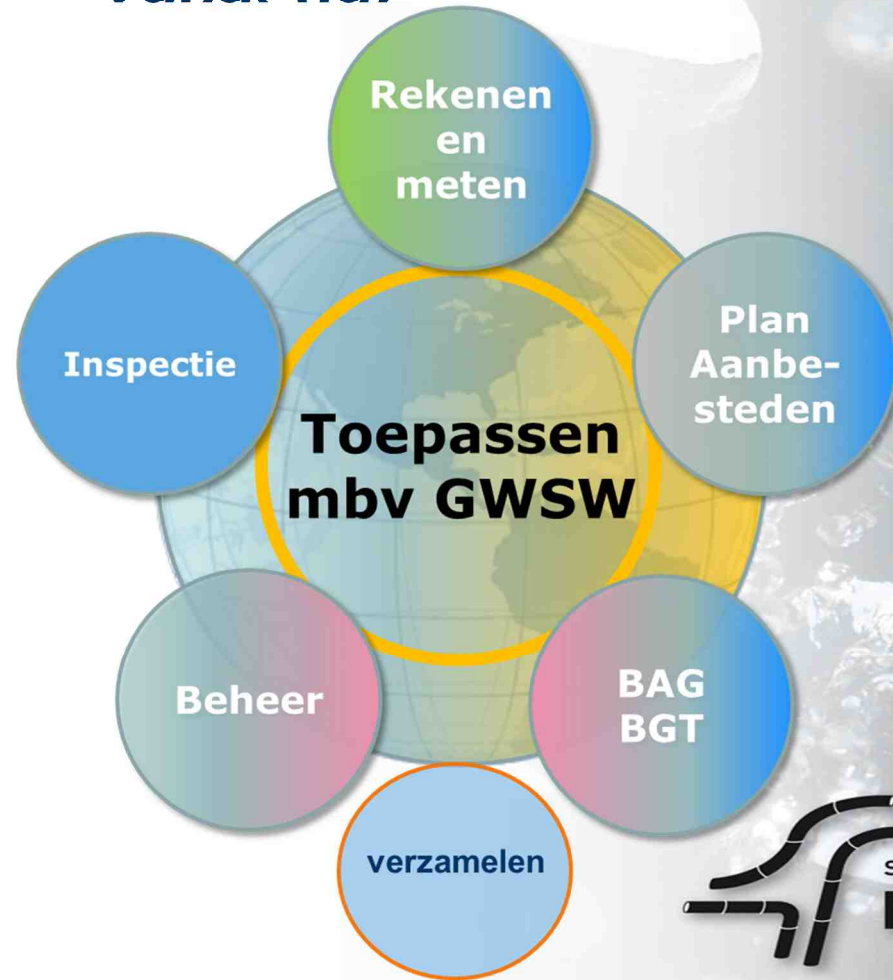 Rekenen
en
meten
Inspectie
Plan
Aanbe-
steden
Toepassen
mbv GWSW
Beheer
BAG
BGT
verzamelen